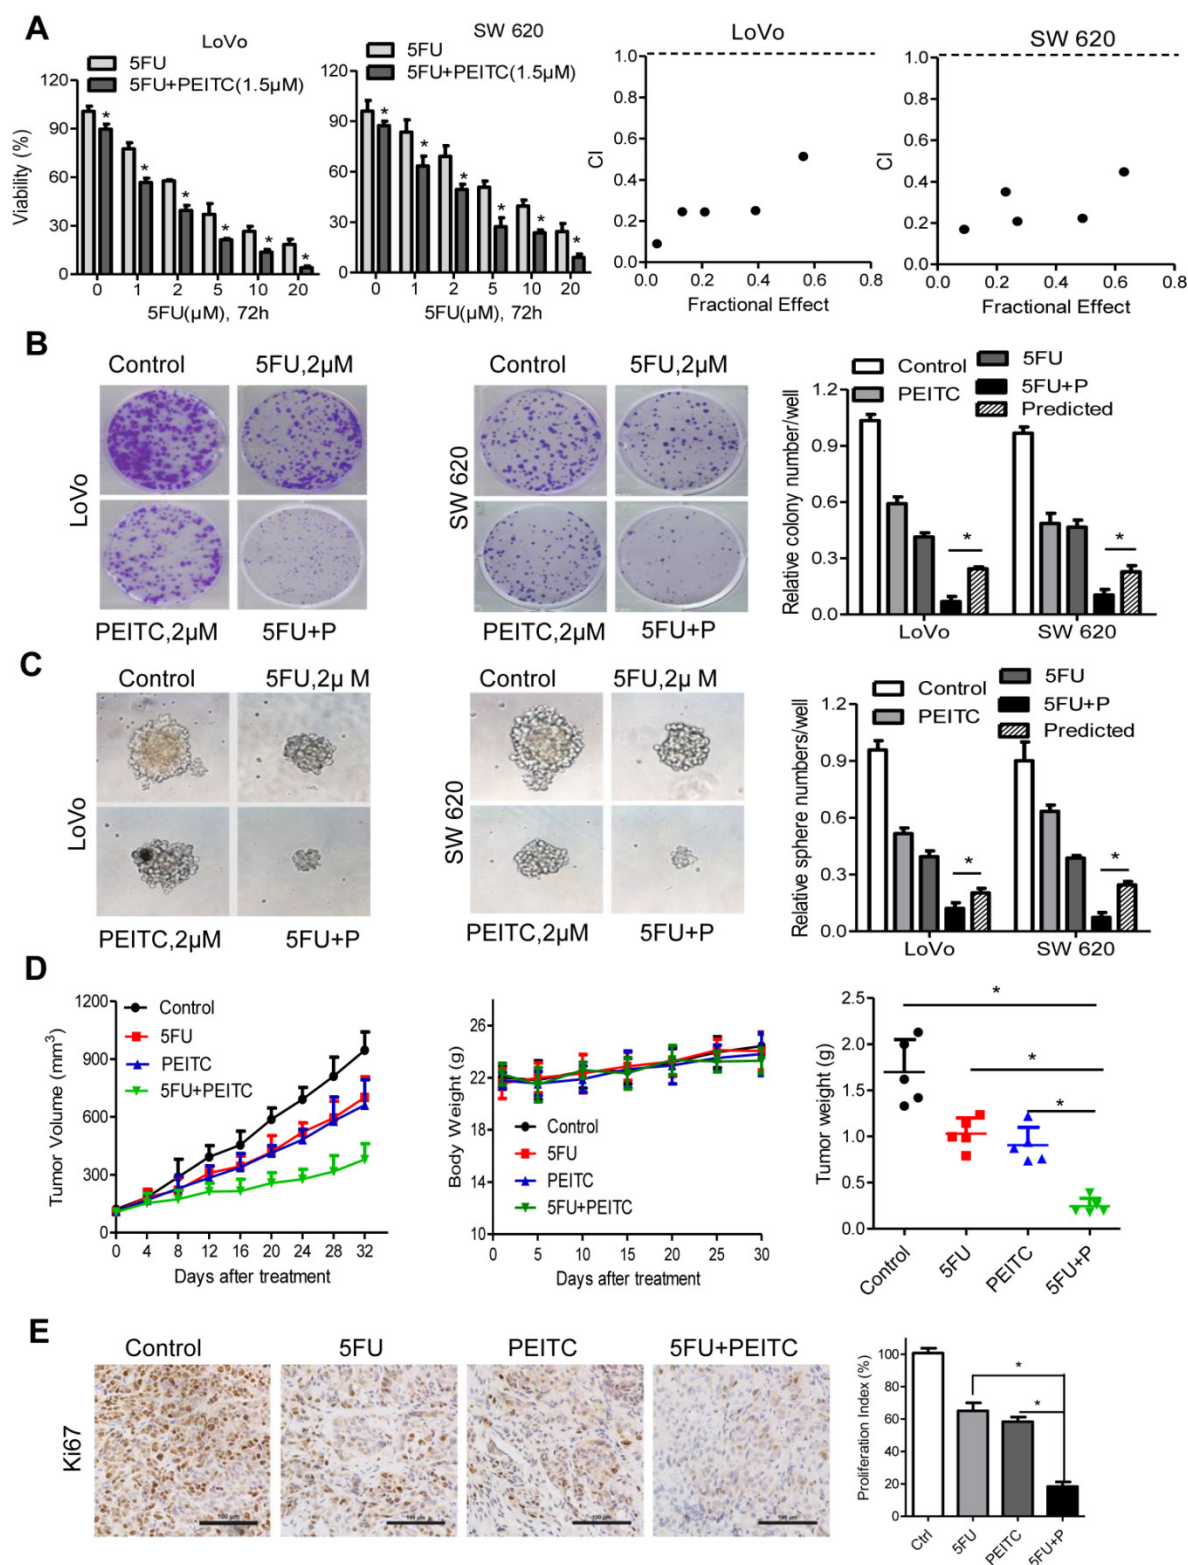 A
LoVo
5FU
5FU+PEITC(1.5µM)
Viability (%)
120
90
60
30
0
* * * * * *
0 1 2 5 10 20
5FU(µM), 72h
SW 620
5FU
5FU+PEITC(1.5µM)
120
90
60
30
0
* * * * * *
0 1 2 5 10 20
5FU(µM), 72h
LoVo
CI
1.0
0.8
0.6
0.4
0.2
0.0
0.0 0.2 0.4 0.6 0.8
Fractional Effect
SW 620
CI
1.0
0.8
0.6
0.4
0.2
0.0
0.0 0.2 0.4 0.6 0.8
Fractional Effect
B
Control 5FU,2µM
LoVo
PEITC,2µM 5FU+P
Control 5FU,2µM
SW 620
PEITC,2µM 5FU+P
Control
PEITC
5FU
5FU+P
Predicted
Relative colony number/well
1.2
0.9
0.6
0.3
0.0
* *
LoVo SW 620
C
Control 5FU,2µ M
LoVo
PEITC,2µM 5FU+P
Control 5FU,2µ M
SW 620
PEITC,2µM 5FU+P
Control
PEITC
5FU
5FU+P
Predicted
Relative sphere numbers/well
1.2
0.9
0.6
0.3
0.0
* *
LoVo SW 620
D
Control
5FU
PEITC
5FU+PEITC
Tumor Volume (mm3)
1200
900
600
300
0
0 4 8 12 16 20 24 28 32
Days after treatment
Body Weight (g)
26
22
18
14
10
Control
5FU
PEITC
5FU+PEITC
0 5 10 15 20 25 30
Days after treatment
Tumor weight (g)
2.5
2.0
1.5
1.0
0.5
0.0
*
*
*
Control 5FU PEITC 5FU+P
E
Control 5FU PEITC 5FU+PEITC
Ki67
100 µm 100 µm 100 µm 100 µm
Proliferation Index (%)
100
80
60
40
20
0
*
*
Ctrl 5FU PEITC 5FU+P